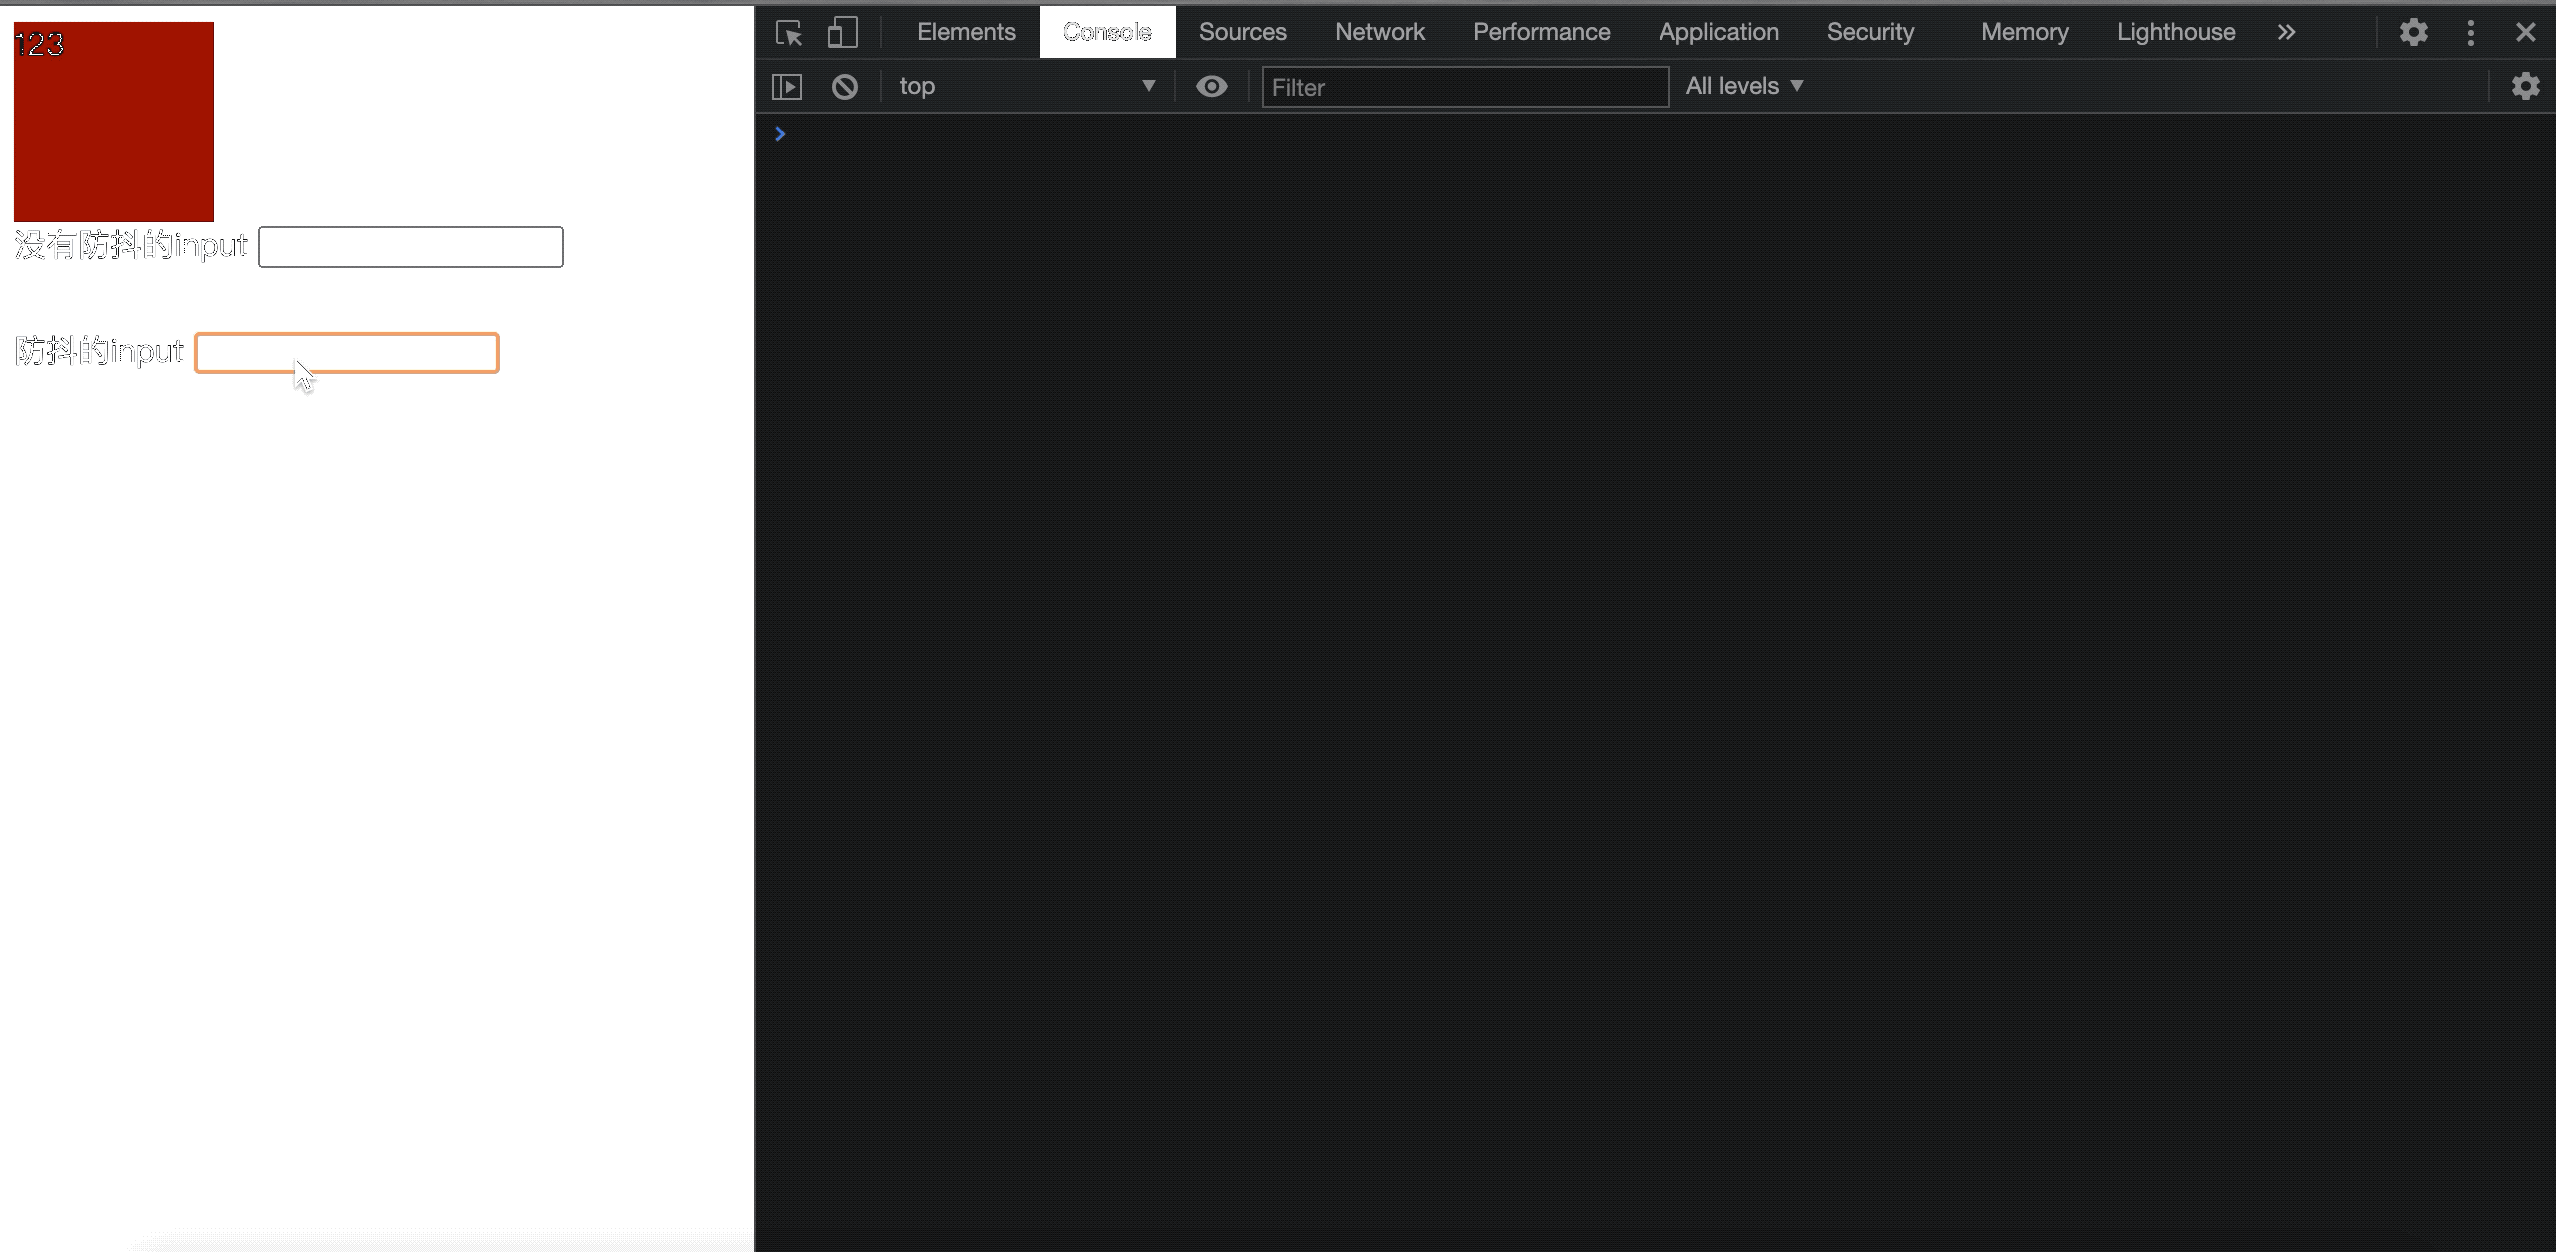 123
没有防抖的input
防抖的input
Elements Console Sources Network Performance Application Security Memory Lighthouse
top Filter All levels